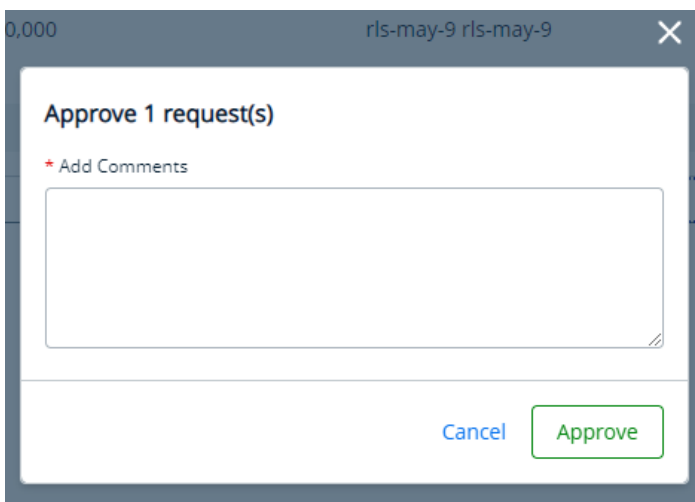 0,000 rls-may-9 rls-may-9
Approve 1 request(s)
* Add Comments
Cancel Approve